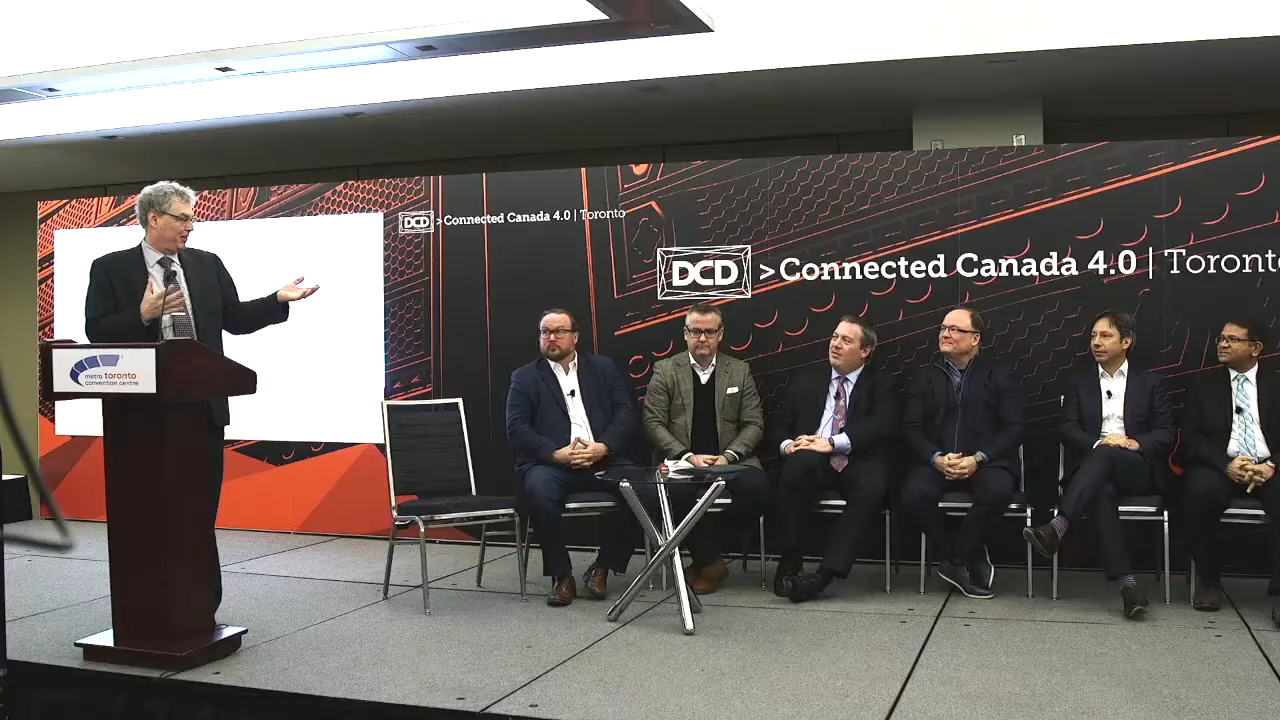 DCD >Connected Canada 4.0 | Toronto
DCD >Connected Canada 4.0 | Toronto
metro toronto
convention centre